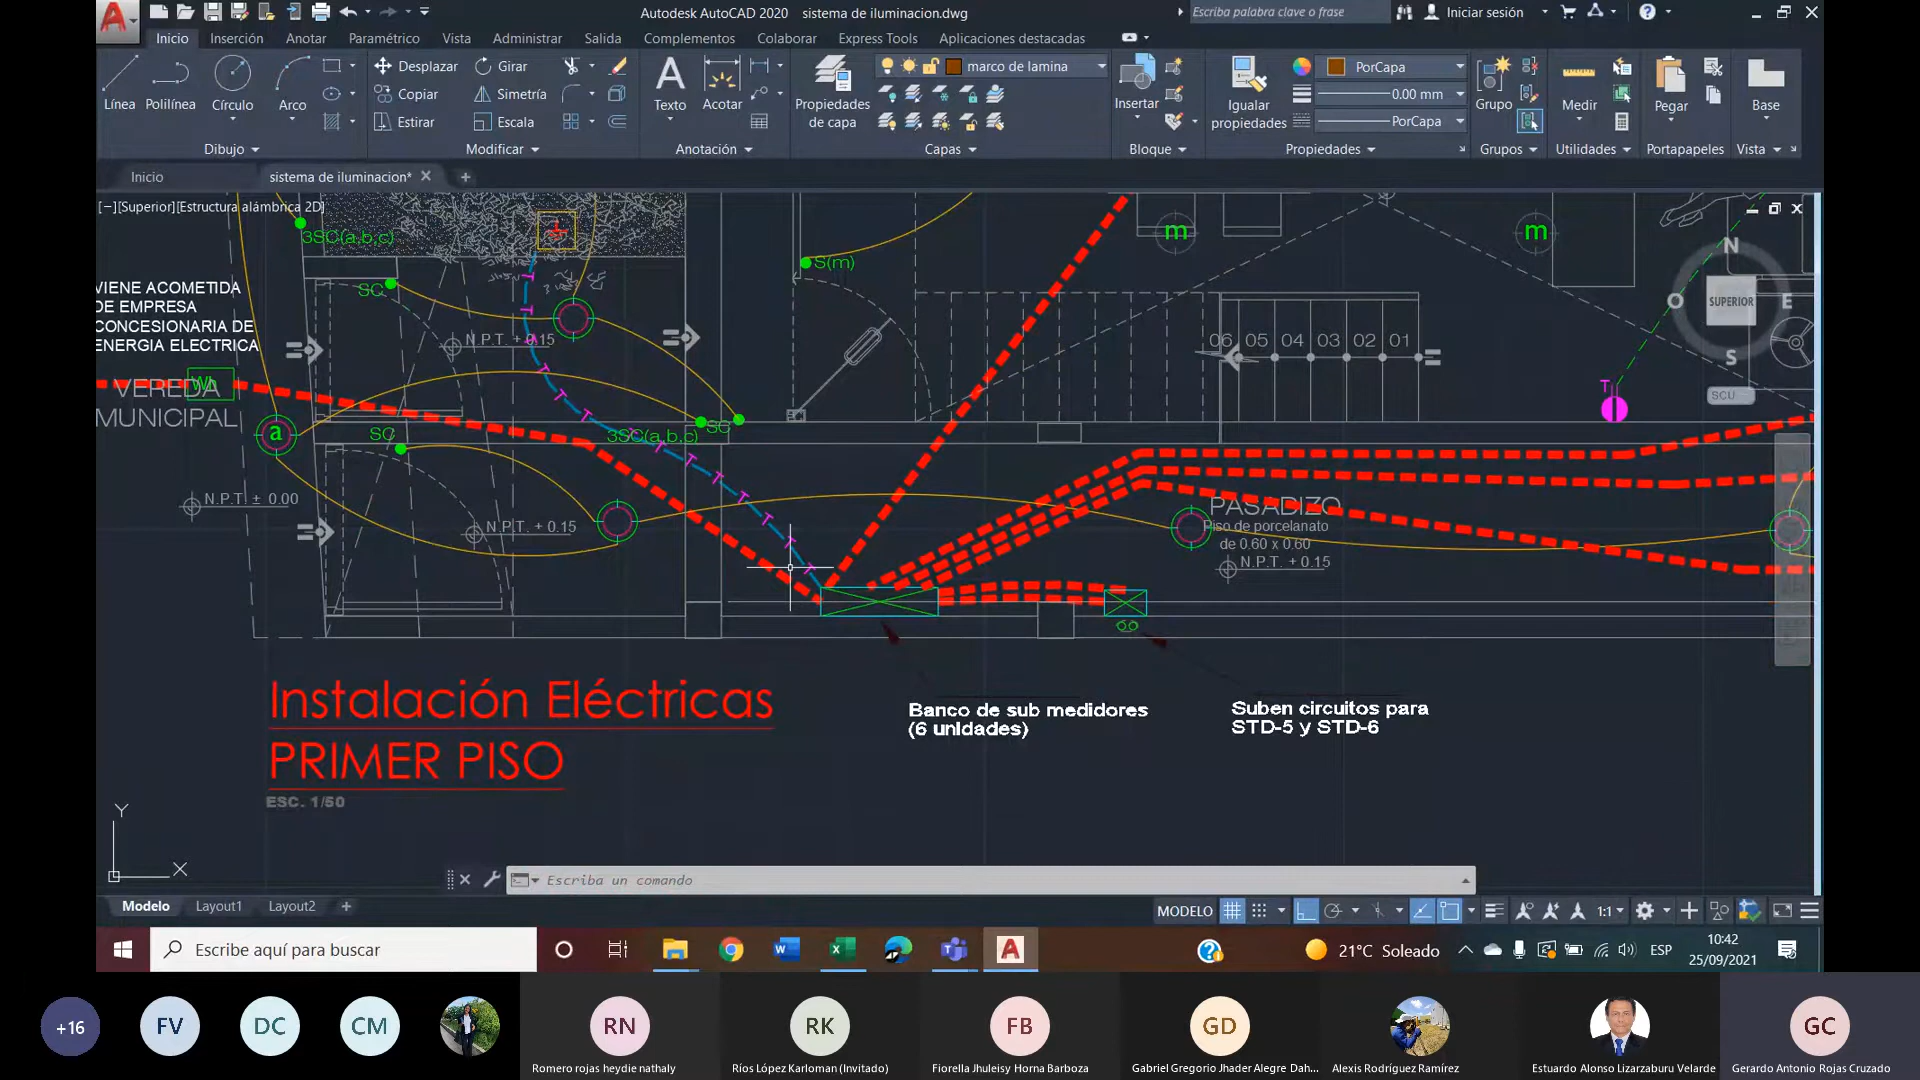 Autodesk AutoCAD 2020 sistema de iluminacion.dwg
Escriba palabra clave o frase
Iniciar sesión
Inicio Inserción Anotar Paramétrico Vista Administrar Salida Complementos Colaborar Express Tools Aplicaciones destacadas
Línea Polilínea Círculo Arco
Dibujo
Desplazar Girar
Copiar Simetría
Estirar Escala
Modificar
Texto Acotar
Anotación
Propiedades
de capa
marco de lamina
Capas
Insertar
Bloque
Igualar
propiedades
PorCapa
0.00 mm
PorCapa
Propiedades
Grupo
Grupos
Medir
Utilidades
Pegar
Portapapeles
Base
Vista
Inicio
sistema de iluminacion*
[−][Superior][Estructura alámbrica 2D]
3SC(a,b,c)
SC
S(m)
m
m
N
O SUPERIOR E
S
SCU
VIENE ACOMETIDA
DE EMPRESA
CONCESIONARIA DE
ENERGIA ELECTRICA
N.P.T. + 0.15
06 05 04 03 02 01
Wh
VEREDA
MUNICIPAL
a
SC
3SC(a,b,c)
SC
T
T
N.P.T. ± 0.00
N.P.T. + 0.15
PASADIZO
Piso de porcelanato
de 0.60 x 0.60
N.P.T. + 0.15
Instalación Eléctricas
PRIMER PISO
ESC. 1/50
Banco de sub medidores
(6 unidades)
Suben circuitos para
STD-5 y STD-6
Y
X
Escriba un comando
Modelo Layout1 Layout2
MODELO
1:1
Escribe aquí para buscar
21°C Soleado
ESP
10:42
25/09/2021
+16
FV
DC
CM
RN
Romero rojas heydie nathaly
RK
Ríos López Karloman (Invitado)
FB
Fiorella Jhuleisy Horna Barboza
GD
Gabriel Gregorio Jhader Alegre Dah...
Alexis Rodríguez Ramírez
Estuardo Alonso Lizarzaburu Velarde
GC
Gerardo Antonio Rojas Cruzado